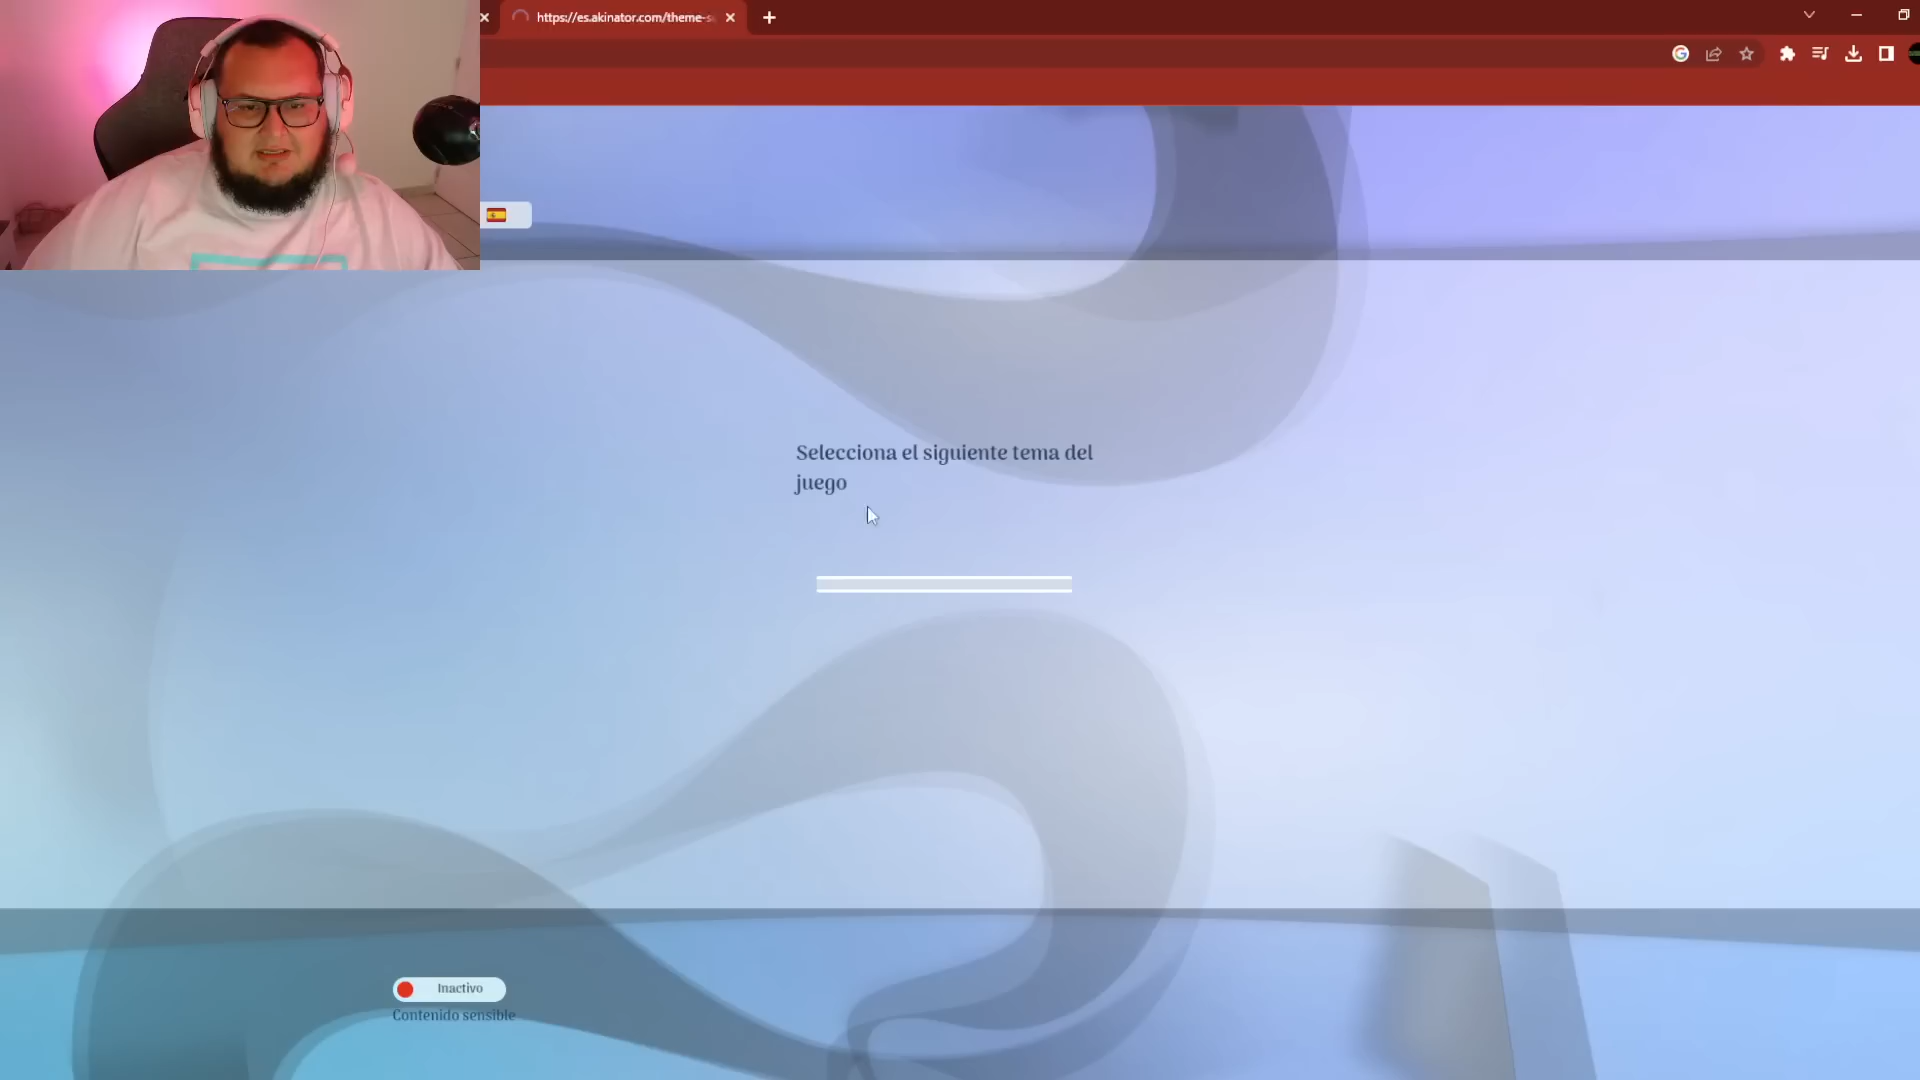 https://es.akinator.com/theme-s
Selecciona el siguiente tema del
juego
Inactivo
Contenido sensible